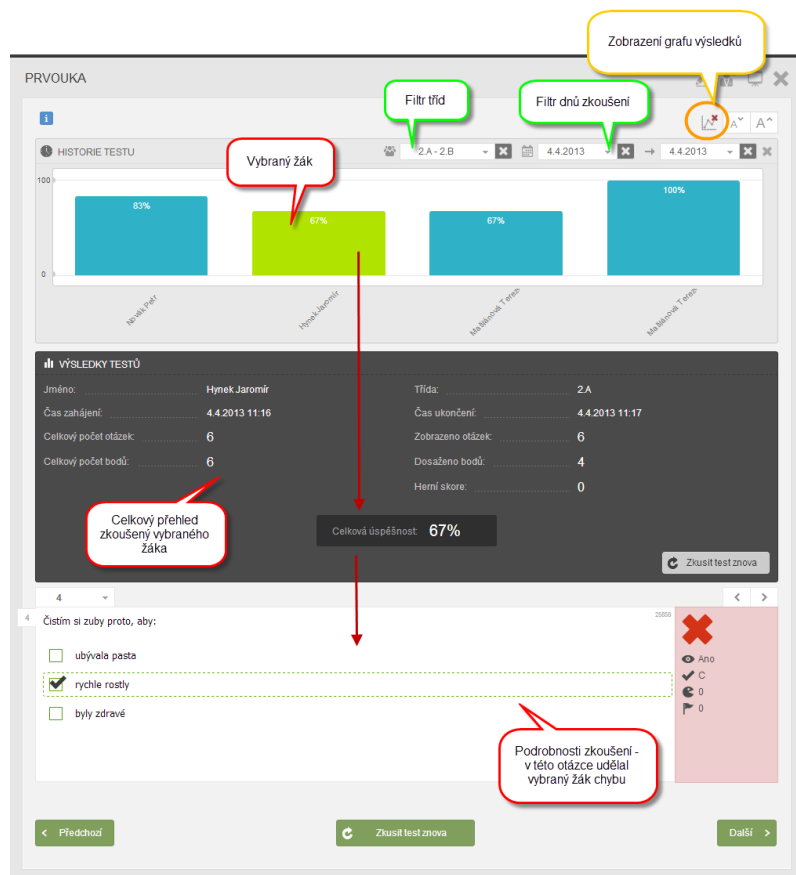 Zobrazení grafu výsledků
PRVOUKA
Filtr tříd
Filtr dnů zkoušení
i
A˅ A^
HISTORIE TESTU
2.A - 2.B
4.4.2013 → 4.4.2013
Vybraný žák
100
83%
67%
67%
100%
0
Novák Petr
Hynek Jaromír
Maříánová Terez
Maříánová Terez
VÝSLEDKY TESTŮ
Jméno: Hynek Jaromír Třída: 2.A
Čas zahájení: 4.4.2013 11:16 Čas ukončení: 4.4.2013 11:17
Celkový počet otázek: 6 Zobrazeno otázek: 6
Celkový počet bodů: 6 Dosaženo bodů: 4
Herní skore: 0
Celkový přehled
zkoušený vybraného
žáka
Celková úspěšnost: 67%
Zkusit test znova
4
4
Čistím si zuby proto, aby:
25808
ubývala pasta
rychle rostly
byly zdravé
Ano
C
0
0
Podrobnosti zkoušení -
v této otázce udělal
vybraný žák chybu
Předchozí
Zkusit test znova
Další